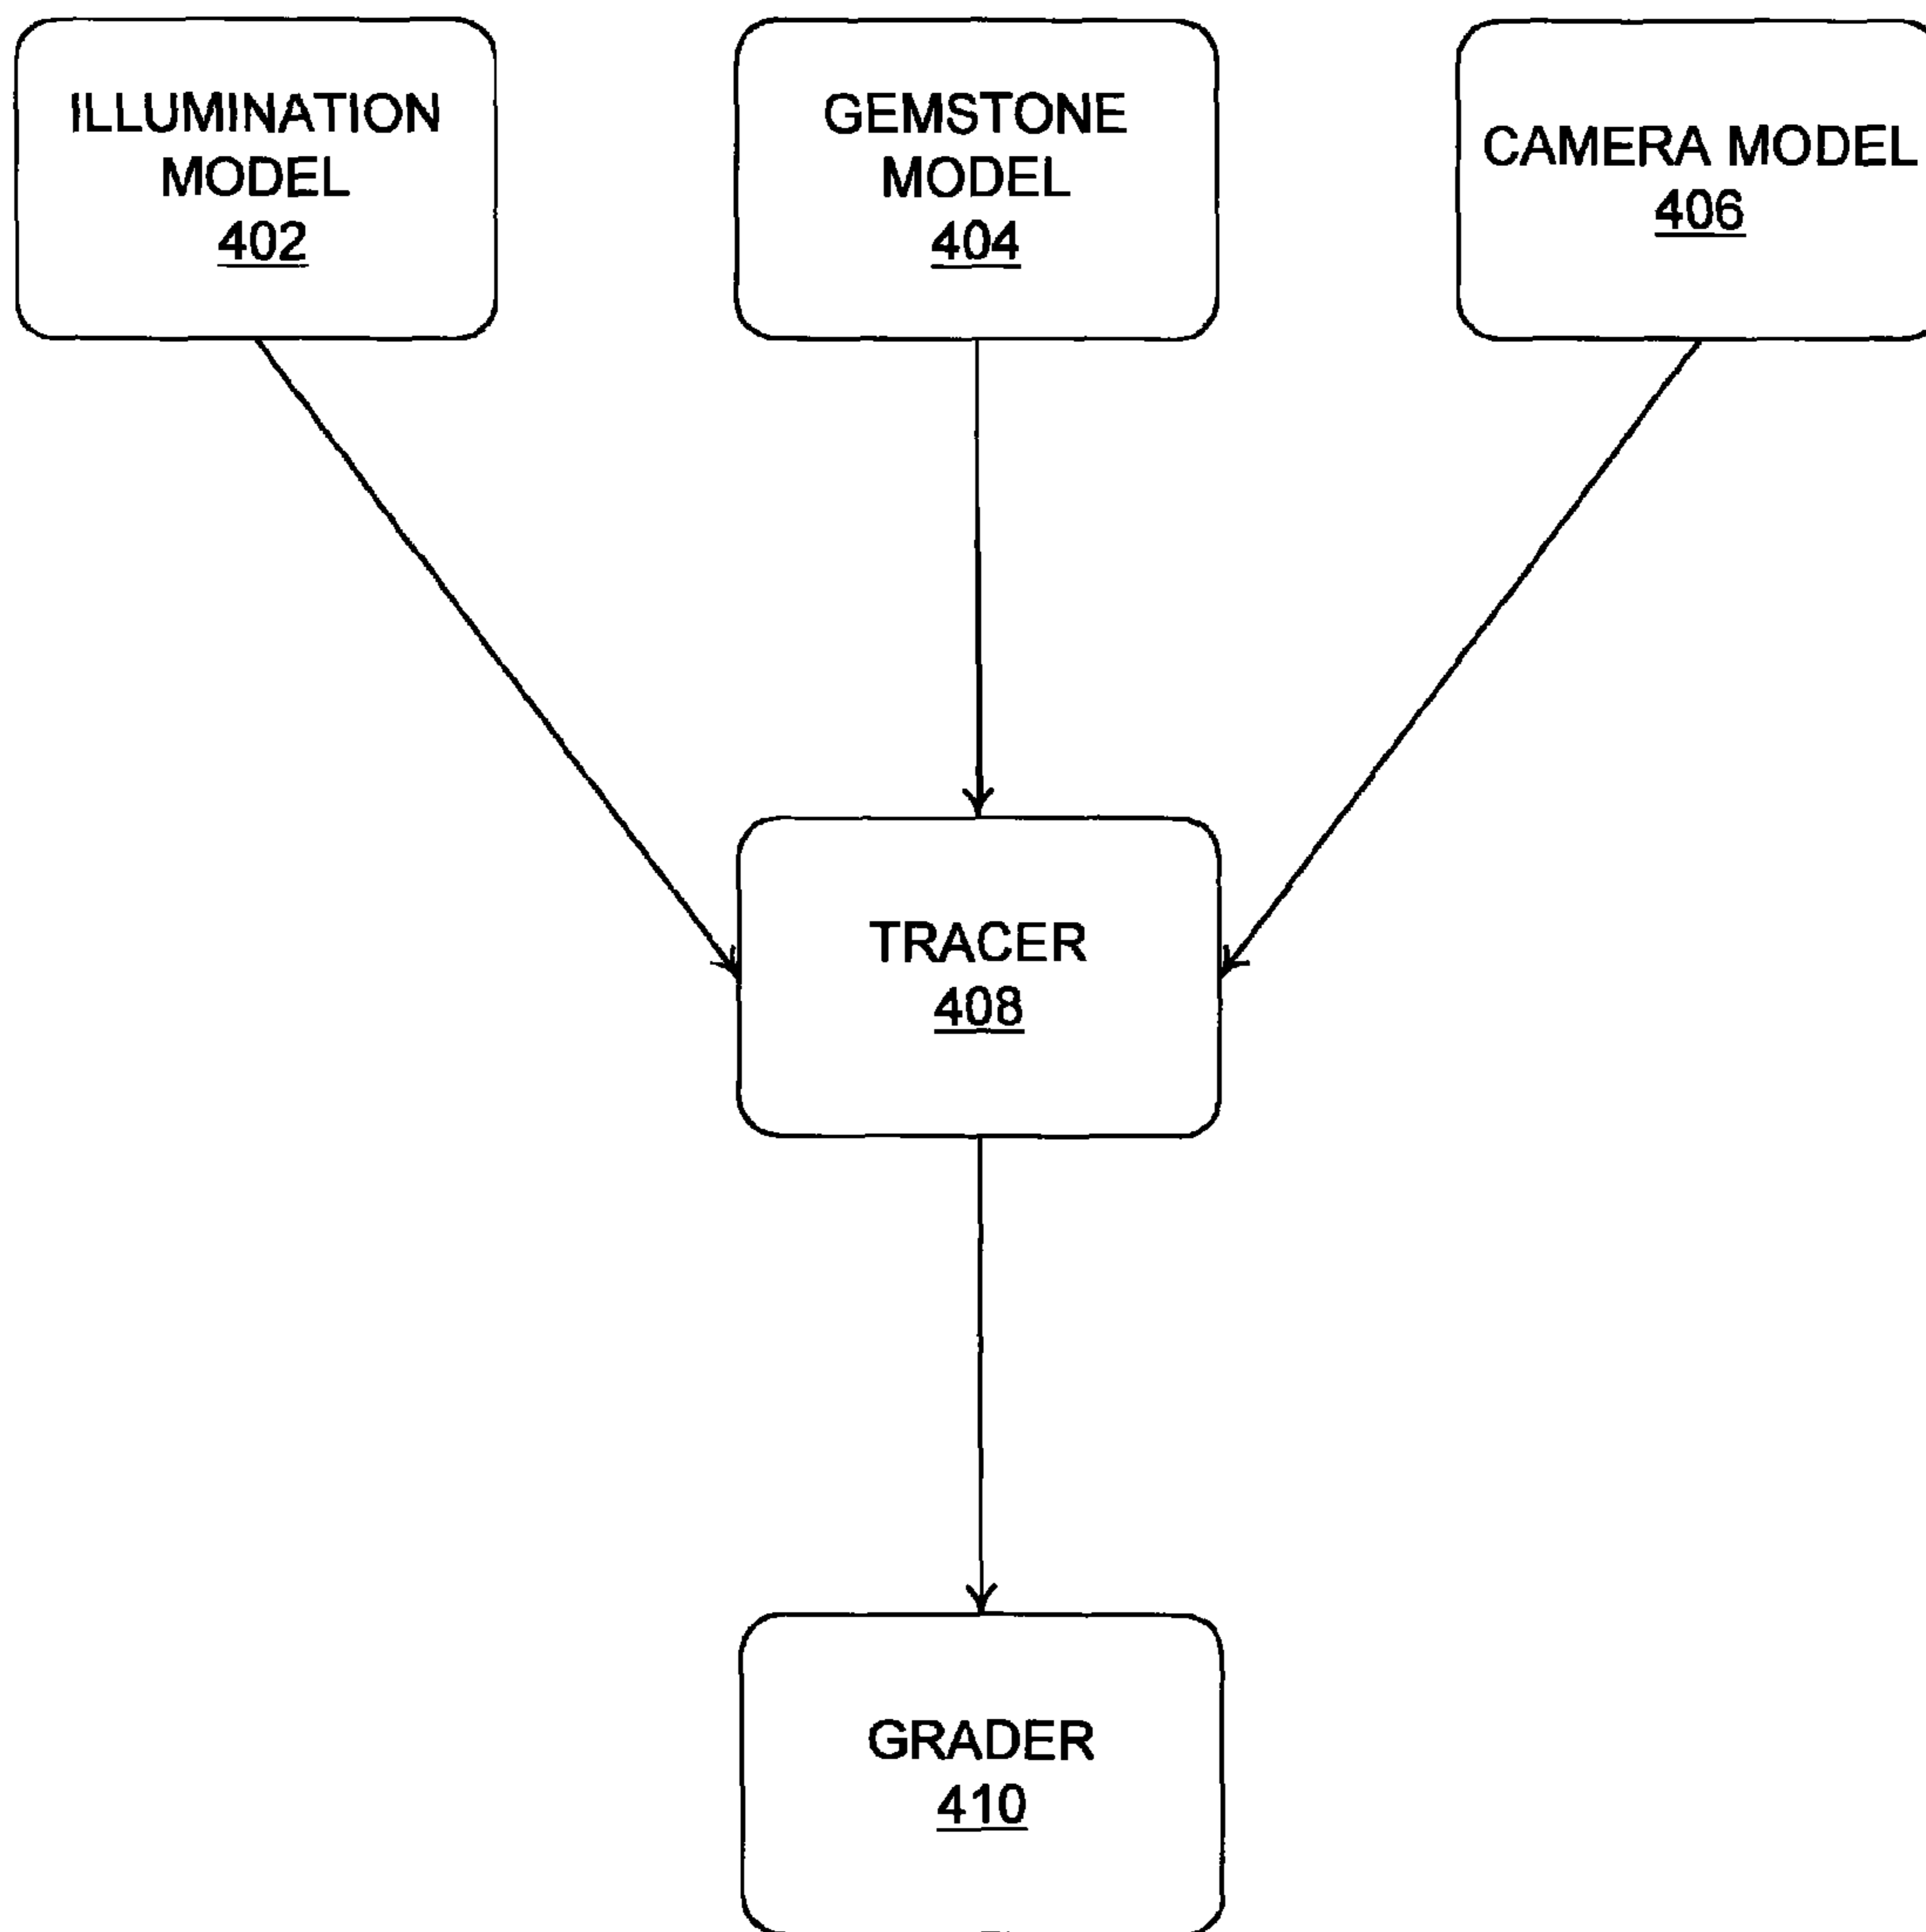 ILLUMINATION
MODEL
402
GEMSTONE
MODEL
404
CAMERA MODEL
406
TRACER
408
GRADER
410